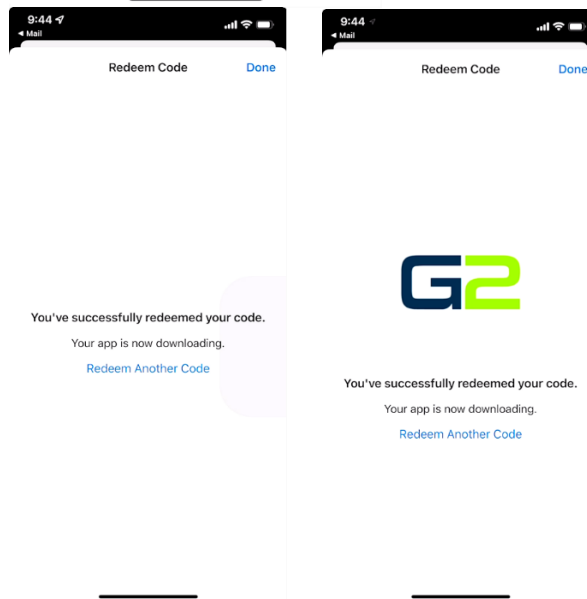 9:44
Mail
Redeem Code
Done
You've successfully redeemed your code.
Your app is now downloading.
Redeem Another Code
9:44
Mail
Redeem Code
Done
G2
You've successfully redeemed your code.
Your app is now downloading.
Redeem Another Code